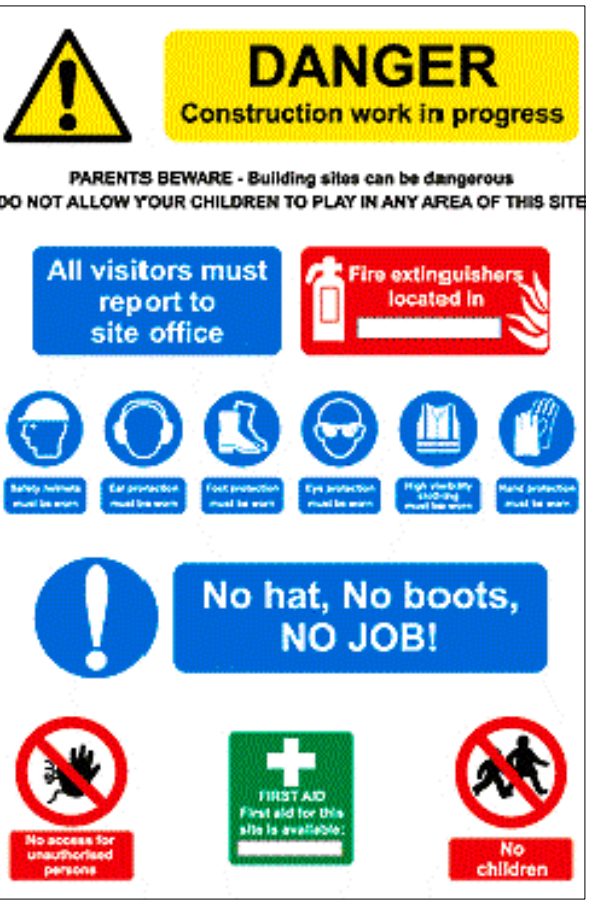 DANGER
Construction work in progress
PARENTS BEWARE - Building sites can be dangerous
DO NOT ALLOW YOUR CHILDREN TO PLAY IN ANY AREA OF THIS SITE
All visitors must
report to
site office
Fire extinguishers
located in
Safety helmets
must be worn
Ear protection
must be worn
Foot protection
must be worn
Eye protection
must be worn
High visibility
clothing
must be worn
Hand protection
must be worn
No hat, No boots,
NO JOB!
No access for
unauthorised
persons
FIRST AID
First aid for this
site is available:
No
children